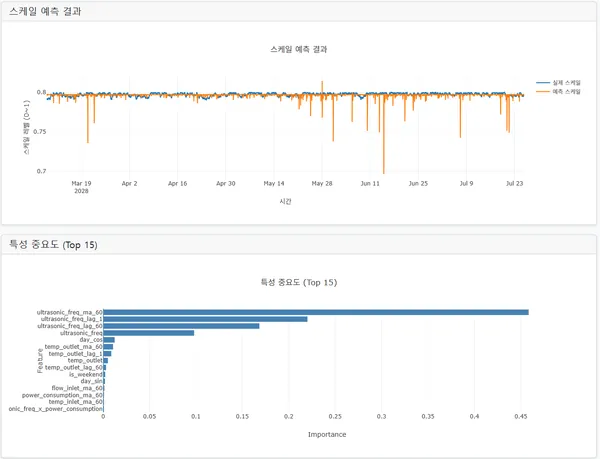 스케일 예측 결과
스케일 예측 결과
실제 스케일
예측 스케일
스케일 레벨 (0~1)
0.8
0.75
0.7
Mar 19
2028
Apr 2
Apr 16
Apr 30
May 14
May 28
Jun 11
Jun 25
Jul 9
Jul 23
시간
특성 중요도 (Top 15)
특성 중요도 (Top 15)
Feature
ultrasonic_freq_ma_60
ultrasonic_freq_lag_1
ultrasonic_freq_lag_60
ultrasonic_freq
day_cos
temp_outlet_ma_60
temp_outlet_lag_1
temp_outlet
temp_outlet_lag_60
is_weekend
day_sin
flow_inlet_ma_60
power_consumption_ma_60
temp_inlet_ma_60
onic_freq_x_power_consumption
0
0.05
0.1
0.15
0.2
0.25
0.3
0.35
0.4
0.45
Importance